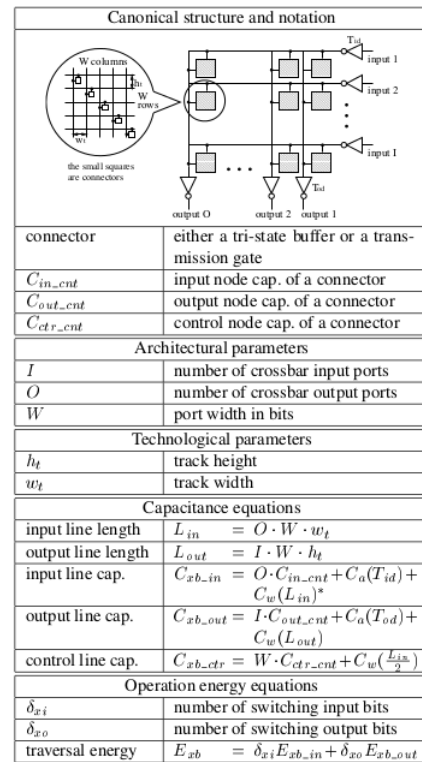 Canonical structure and notation
W columns
h_t
W rows
w_t
the small squares are connectors
T_id
input 1
input 2
input I
T_od
output O
output 2
output 1
connector either a tri-state buffer or a transmission gate
C_in_cnt input node cap. of a connector
C_out_cnt output node cap. of a connector
C_ctr_cnt control node cap. of a connector
Architectural parameters
I number of crossbar input ports
O number of crossbar output ports
W port width in bits
Technological parameters
h_t track height
w_t track width
Capacitance equations
input line length L_in = O · W · w_t
output line length L_out = I · W · h_t
input line cap. C_xb_in = O·C_in_cnt + C_a(T_id) +
C_w(L_in)*
output line cap. C_xb_out = I·C_out_cnt + C_a(T_od) +
C_w(L_out)
control line cap. C_xb_ctr = W·C_ctr_cnt + C_w(L_in/2)
Operation energy equations
δ_xi number of switching input bits
δ_xo number of switching output bits
traversal energy E_xb = δ_xi E_xb_in + δ_xo E_xb_out